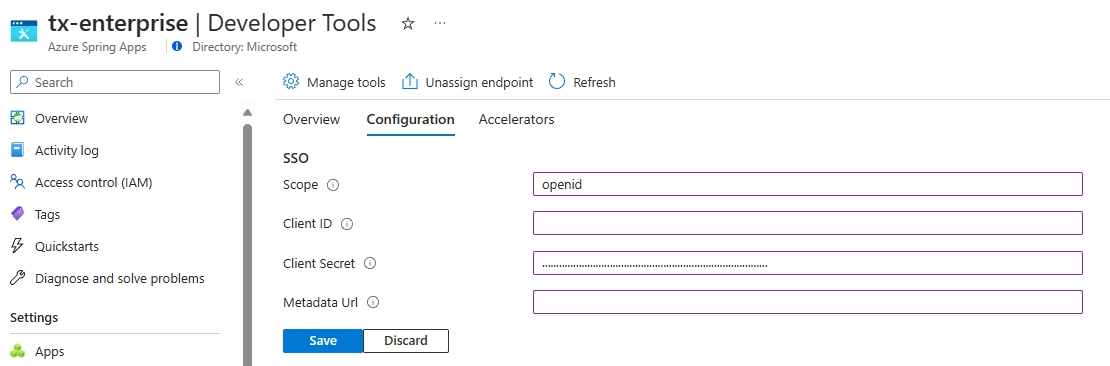 tx-enterprise | Developer Tools
Azure Spring Apps
Directory: Microsoft
Search
Manage tools
Unassign endpoint
Refresh
Overview
Activity log
Access control (IAM)
Tags
Quickstarts
Diagnose and solve problems
Settings
Apps
Overview
Configuration
Accelerators
SSO
Scope
openid
Client ID
Client Secret
Metadata Url
Save
Discard